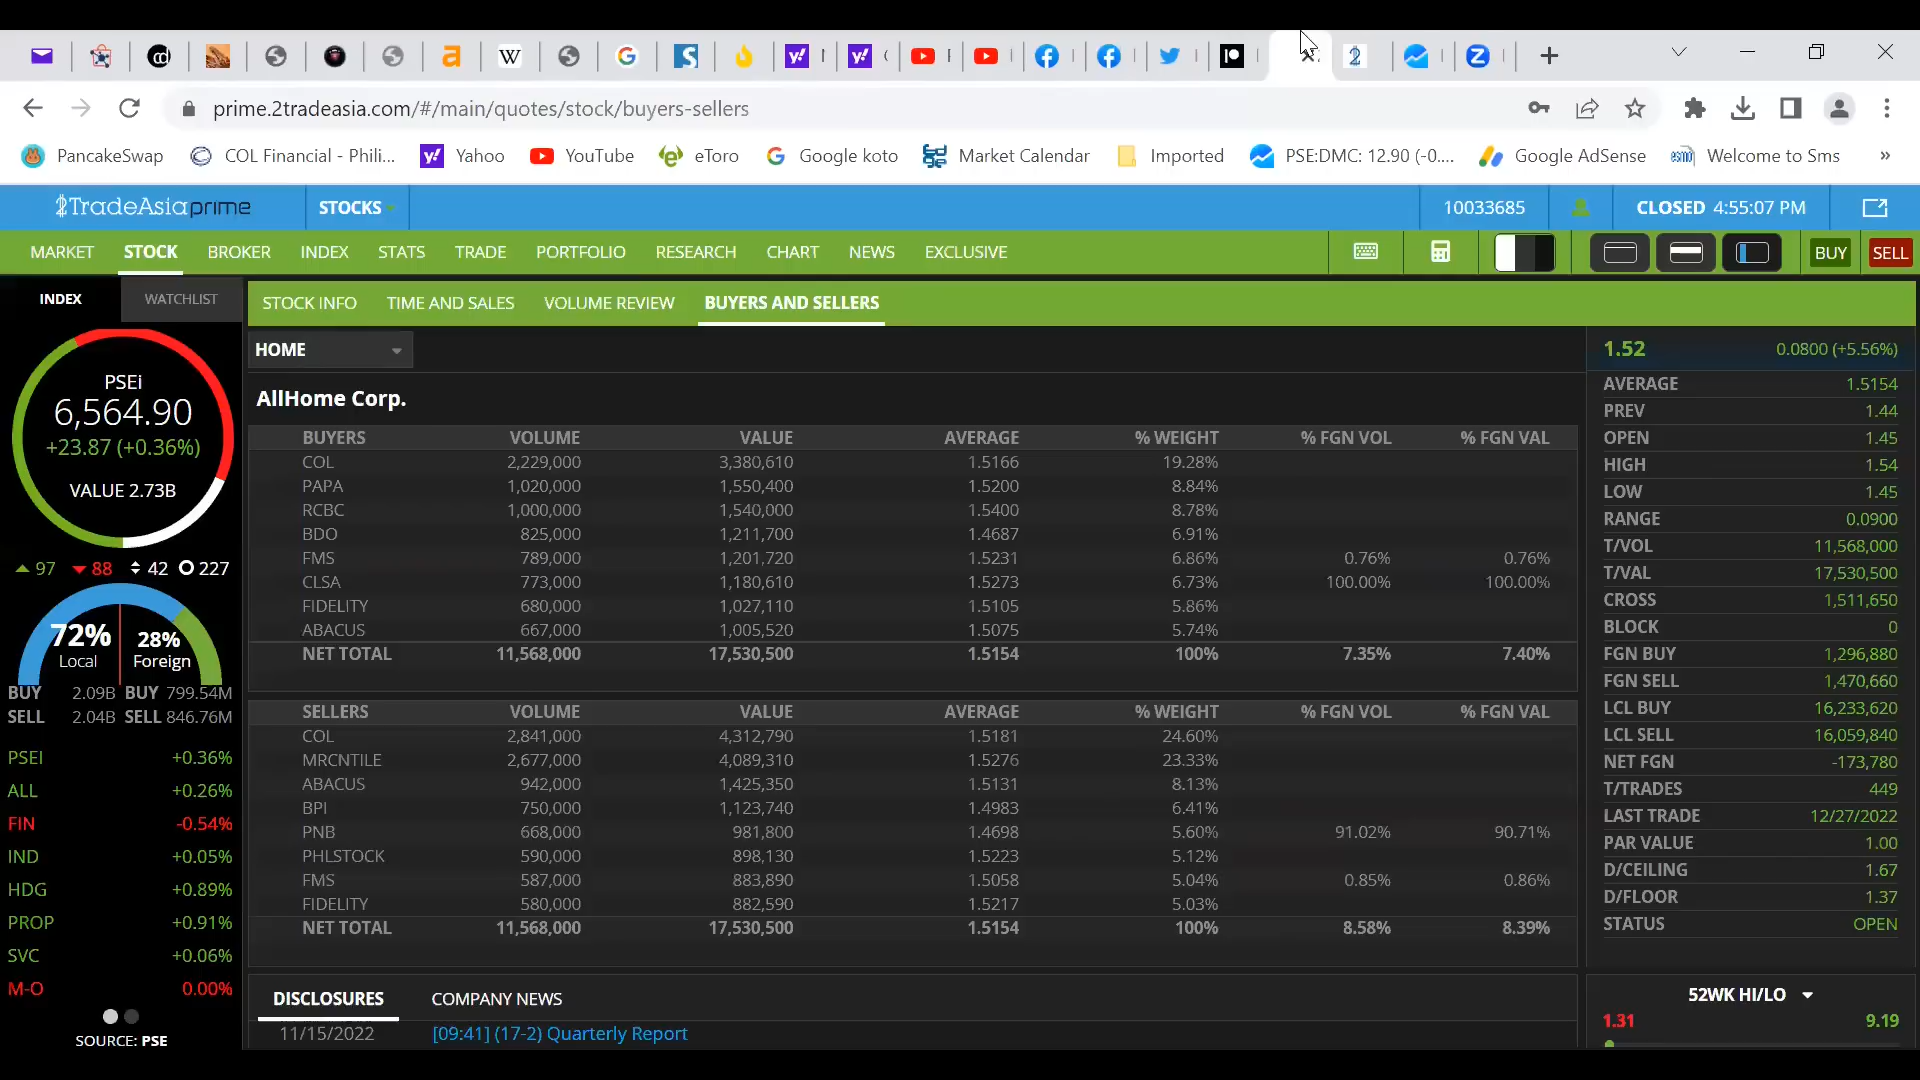 prime.2tradeasia.com/#/main/quotes/stock/buyers-sellers
PancakeSwap COL Financial - Phili... Yahoo YouTube eToro Google koto Market Calendar Imported PSE:DMC: 12.90 (-0.... Google AdSense Welcome to Sms »
2TradeAsia prime STOCKS 10033685 CLOSED 4:55:07 PM
MARKET STOCK BROKER INDEX STATS TRADE PORTFOLIO RESEARCH CHART NEWS EXCLUSIVE BUY SELL
INDEX WATCHLIST
STOCK INFO TIME AND SALES VOLUME REVIEW BUYERS AND SELLERS
PSEi
6,564.90
+23.87 (+0.36%)
VALUE 2.73B
97 88 42 227
72% Local 28% Foreign
BUY 2.09B BUY 799.54M
SELL 2.04B SELL 846.76M
PSEI +0.36%
ALL +0.26%
FIN -0.54%
IND +0.05%
HDG +0.89%
PROP +0.91%
SVC +0.06%
M-O 0.00%
SOURCE: PSE
HOME
AllHome Corp.
BUYERS VOLUME VALUE AVERAGE % WEIGHT % FGN VOL % FGN VAL
COL 2,229,000 3,380,610 1.5166 19.28%
PAPA 1,020,000 1,550,400 1.5200 8.84%
RCBC 1,000,000 1,540,000 1.5400 8.78%
BDO 825,000 1,211,700 1.4687 6.91%
FMS 789,000 1,201,720 1.5231 6.86% 0.76% 0.76%
CLSA 773,000 1,180,610 1.5273 6.73% 100.00% 100.00%
FIDELITY 680,000 1,027,110 1.5105 5.86%
ABACUS 667,000 1,005,520 1.5075 5.74%
NET TOTAL 11,568,000 17,530,500 1.5154 100% 7.35% 7.40%
SELLERS VOLUME VALUE AVERAGE % WEIGHT % FGN VOL % FGN VAL
COL 2,841,000 4,312,790 1.5181 24.60%
MRCNTILE 2,677,000 4,089,310 1.5276 23.33%
ABACUS 942,000 1,425,350 1.5131 8.13%
BPI 750,000 1,123,740 1.4983 6.41%
PNB 668,000 981,800 1.4698 5.60% 91.02% 90.71%
PHLSTOCK 590,000 898,130 1.5223 5.12%
FMS 587,000 883,890 1.5058 5.04% 0.85% 0.86%
FIDELITY 580,000 882,590 1.5217 5.03%
NET TOTAL 11,568,000 17,530,500 1.5154 100% 8.58% 8.39%
DISCLOSURES COMPANY NEWS
11/15/2022 [09:41] (17-2) Quarterly Report
1.52 0.0800 (+5.56%)
AVERAGE 1.5154
PREV 1.44
OPEN 1.45
HIGH 1.54
LOW 1.45
RANGE 0.0900
T/VOL 11,568,000
T/VAL 17,530,500
CROSS 1,511,650
BLOCK 0
FGN BUY 1,296,880
FGN SELL 1,470,660
LCL BUY 16,233,620
LCL SELL 16,059,840
NET FGN -173,780
T/TRADES 449
LAST TRADE 12/27/2022
PAR VALUE 1.00
D/CEILING 1.67
D/FLOOR 1.37
STATUS OPEN
52WK HI/LO
1.31 9.19